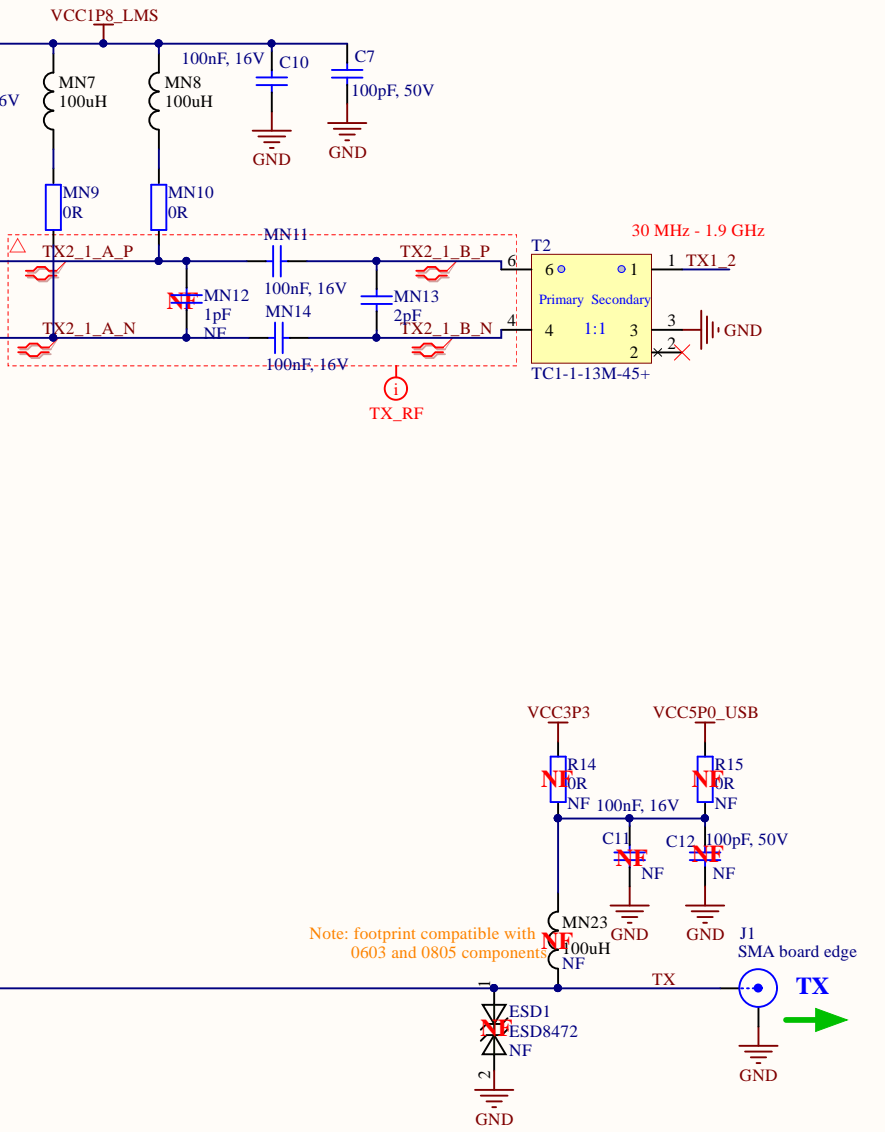 VCC1P8_LMS
100nF, 16V
C10
C7
100pF, 50V
6V
MN7
100uH
MN8
100uH
GND
GND
MN9
0R
MN10
0R
30 MHz - 1.9 GHz
MN11
T2
TX2_1_A_P
TX2_1_B_P
6
6
1
1
TX1_2
100nF, 16V
NF
MN12
1pF
NF
MN13
2pF
Primary
Secondary
MN14
TX2_1_A_N
TX2_1_B_N
4
4
1:1
3
3
GND
2
2
100nF, 16V
TC1-1-13M-45+
i
TX_RF
VCC3P3
VCC5P0_USB
R14
0R
NF
NF
R15
0R
NF
NF
100nF, 16V
C11
NF
NF
C12
100pF, 50V
NF
NF
GND
GND
MN23
100uH
NF
NF
Note: footprint compatible with
0603 and 0805 components
J1
SMA board edge
TX
TX
1
ESD1
ESD8472
NF
NF
2
GND
GND